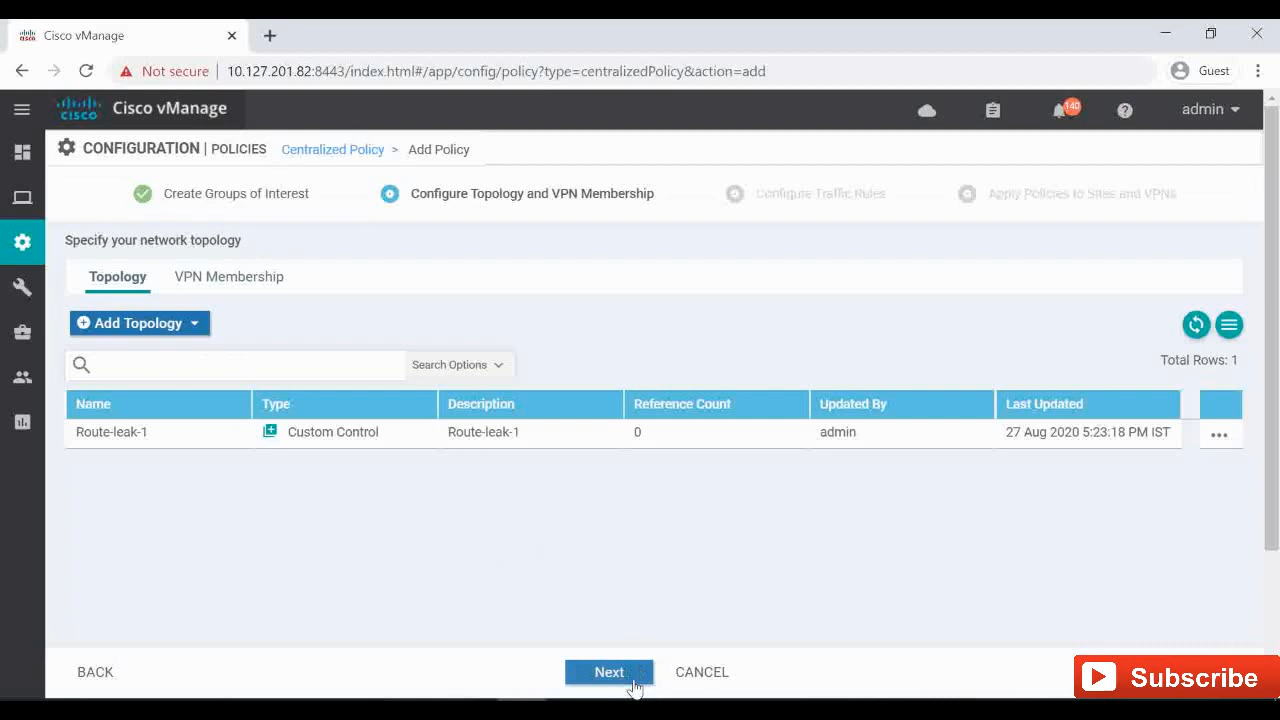 Cisco vManage
Not secure 10.127.201.82:8443/index.html#/app/config/policy?type=centralizedPolicy&action=add Guest
cisco Cisco vManage 140 admin
CONFIGURATION | POLICIES Centralized Policy > Add Policy
Create Groups of Interest Configure Topology and VPN Membership Configure Traffic Rules Apply Policies to Sites and VPNs
Specify your network topology
Topology VPN Membership
Add Topology
Search Options
Total Rows: 1
Name Type Description Reference Count Updated By Last Updated
Route-leak-1 Custom Control Route-leak-1 0 admin 27 Aug 2020 5:23:18 PM IST
BACK Next CANCEL
Subscribe